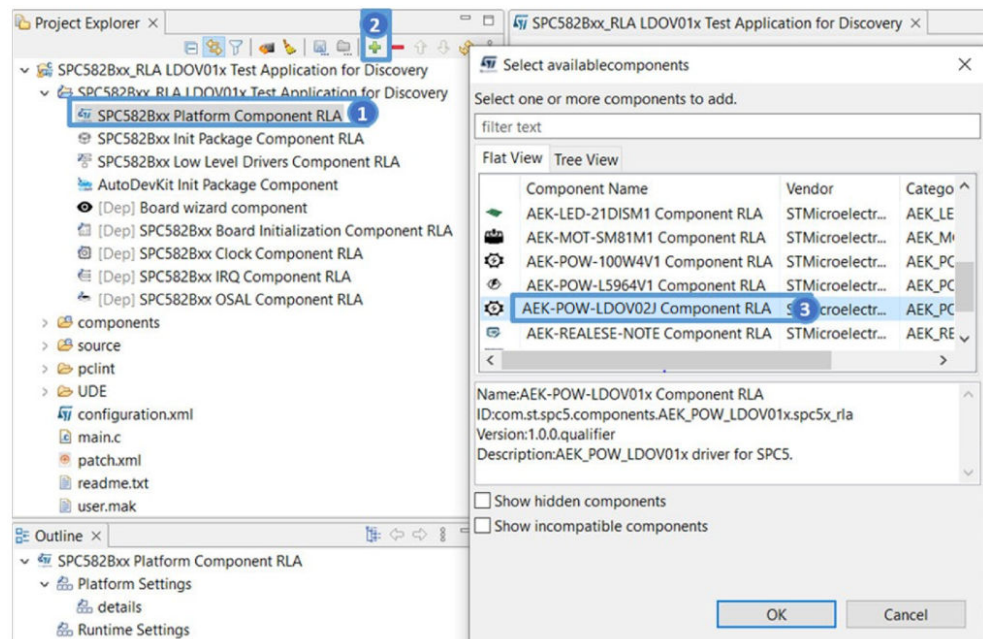 Project Explorer
2
SPC582Bxx_RLA LDOV01x Test Application for Discovery
SPC582Bxx_RLA LDOV01x Test Application for Discovery
SPC582Bxx Platform Component RLA
1
SPC582Bxx Init Package Component RLA
SPC582Bxx Low Level Drivers Component RLA
AutoDevKit Init Package Component
[Dep] Board wizard component
[Dep] SPC582Bxx Board Initialization Component RLA
[Dep] SPC582Bxx Clock Component RLA
[Dep] SPC582Bxx IRQ Component RLA
[Dep] SPC582Bxx OSAL Component RLA
components
source
pclint
UDE
configuration.xml
main.c
patch.xml
readme.txt
user.mak
Outline
SPC582Bxx Platform Component RLA
Platform Settings
details
Runtime Settings
SPC582Bxx_RLA LDOV01x Test Application for Discovery
Select availablecomponents
Select one or more components to add.
filter text
Flat View Tree View
Component Name Vendor Catego
AEK-LED-21DISM1 Component RLA STMicroelectr... AEK_LE
AEK-MOT-SM81M1 Component RLA STMicroelectr... AEK_M
AEK-POW-100W4V1 Component RLA STMicroelectr... AEK_PC
AEK-POW-L5964V1 Component RLA STMicroelectr... AEK_PC
AEK-POW-LDOV02J Component RLA 3 croelectr... AEK_PC
AEK-REALESE-NOTE Component RLA STMicroelectr... AEK_RE
Name:AEK-POW-LDOV01x Component RLA
ID:com.st.spc5.components.AEK_POW_LDOV01x.spc5x_rla
Version:1.0.0.qualifier
Description:AEK_POW_LDOV01x driver for SPC5.
Show hidden components
Show incompatible components
OK Cancel